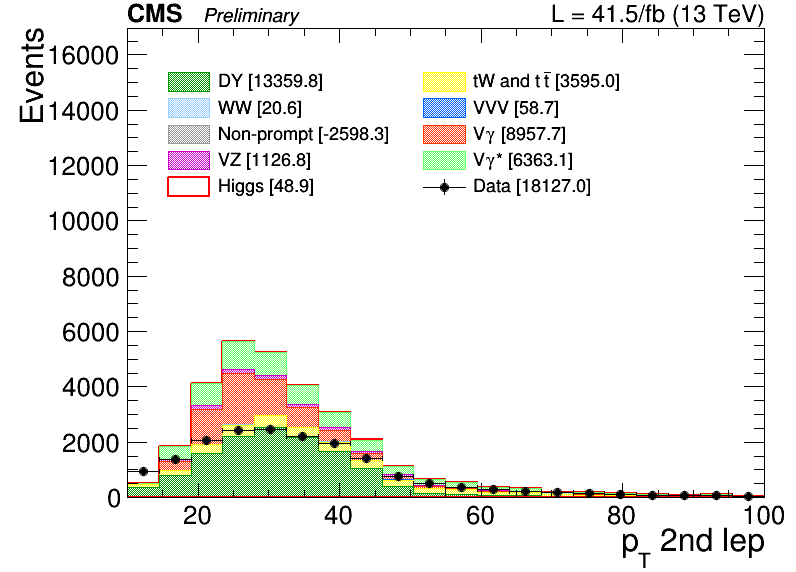 CMS Preliminary L = 41.5/fb (13 TeV)
Events
16000
14000
12000
10000
8000
6000
4000
2000
0
DY [13359.8]
WW [20.6]
Non-prompt [-2598.3]
VZ [1126.8]
Higgs [48.9]
tW and tt̄ [3595.0]
VVV [58.7]
Vγ [8957.7]
Vγ* [6363.1]
Data [18127.0]
20 40 60 80 100
p_T 2nd lep